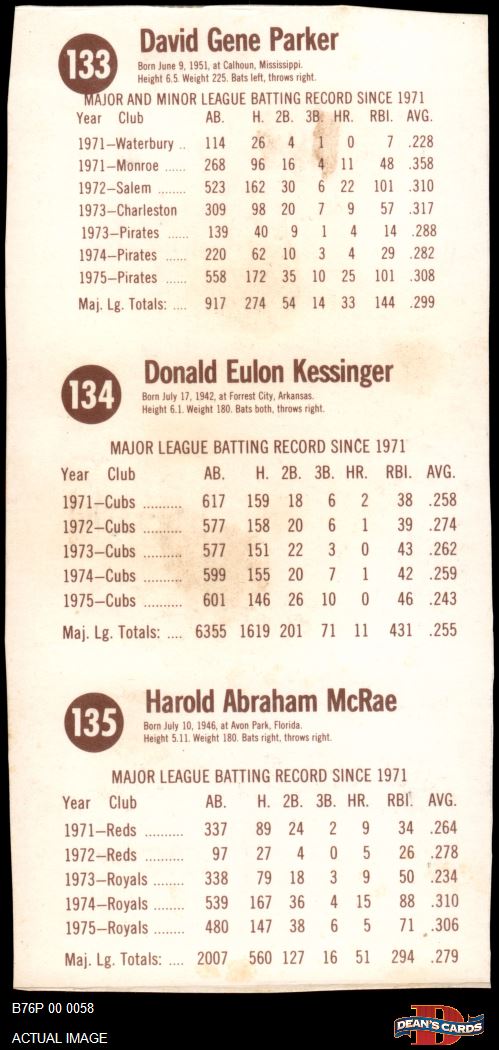 133
David Gene Parker
Born June 9, 1951, at Calhoun, Mississippi.
Height 6.5. Weight 225. Bats left, throws right.
MAJOR AND MINOR LEAGUE BATTING RECORD SINCE 1971
Year Club AB. H. 2B. 3B. HR. RBI. AVG.
1971—Waterbury .. 114 26 4 1 0 7 .228
1971—Monroe ...... 268 96 16 4 11 48 .358
1972—Salem ........ 523 162 30 6 22 101 .310
1973—Charleston 309 98 20 7 9 57 .317
1973—Pirates ...... 139 40 9 1 4 14 .288
1974—Pirates ...... 220 62 10 3 4 29 .282
1975—Pirates ...... 558 172 35 10 25 101 .308
Maj. Lg. Totals: .... 917 274 54 14 33 144 .299
134
Donald Eulon Kessinger
Born July 17, 1942, at Forrest City, Arkansas.
Height 6.1. Weight 180. Bats both, throws right.
MAJOR LEAGUE BATTING RECORD SINCE 1971
Year Club AB. H. 2B. 3B. HR. RBI. AVG.
1971—Cubs .......... 617 159 18 6 2 38 .258
1972—Cubs .......... 577 158 20 6 1 39 .274
1973—Cubs .......... 577 151 22 3 0 43 .262
1974—Cubs .......... 599 155 20 7 1 42 .259
1975—Cubs .......... 601 146 26 10 0 46 .243
Maj. Lg. Totals: .... 6355 1619 201 71 11 431 .255
135
Harold Abraham McRae
Born July 10, 1946, at Avon Park, Florida.
Height 5.11. Weight 180. Bats right, throws right.
MAJOR LEAGUE BATTING RECORD SINCE 1971
Year Club AB. H. 2B. 3B. HR. RBI. AVG.
1971—Reds .......... 337 89 24 2 9 34 .264
1972—Reds .......... 97 27 4 0 5 26 .278
1973—Royals ........ 338 79 18 3 9 50 .234
1974—Royals ........ 539 167 36 4 15 88 .310
1975—Royals ........ 480 147 38 6 5 71 .306
Maj. Lg. Totals: .... 2007 560 127 16 51 294 .279
B76P 00 0058
ACTUAL IMAGE
D
DEAN'S CARDS